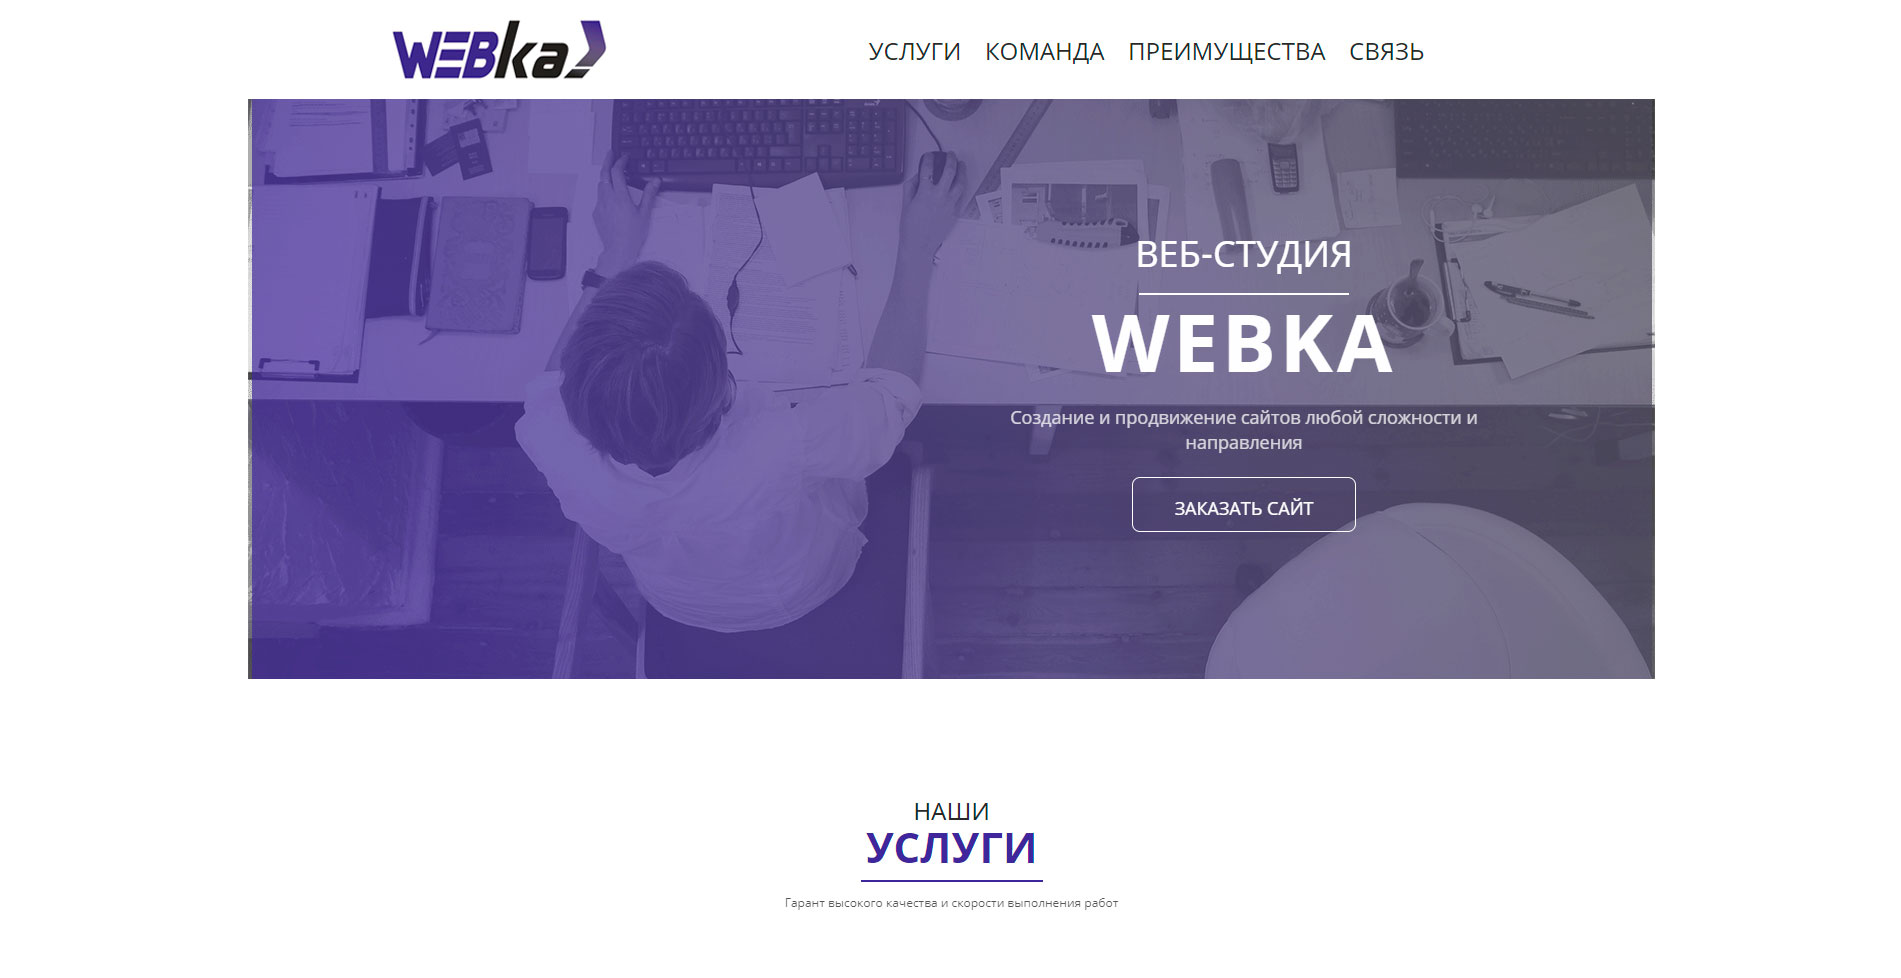 WEBka
УСЛУГИ КОМАНДА ПРЕИМУЩЕСТВА СВЯЗЬ
ВЕБ-СТУДИЯ
WEBKA
Создание и продвижение сайтов любой сложности и
направления
ЗАКАЗАТЬ САЙТ
НАШИ
УСЛУГИ
Гарант высокого качества и скорости выполнения работ